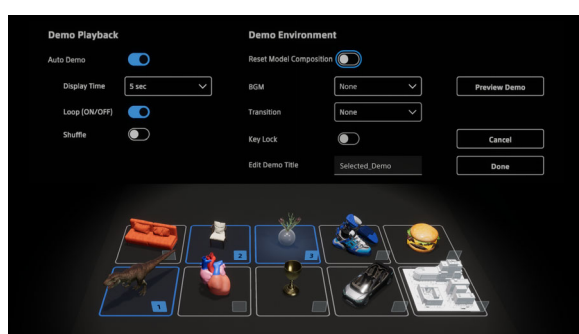 Demo Playback
Auto Demo
Display Time 5 sec
Loop (ON/OFF)
Shuffle
Demo Environment
Reset Model Composition
BGM None
Transition None
Key Lock
Edit Demo Title Selected_Demo
Preview Demo
Cancel
Done
2
3
1